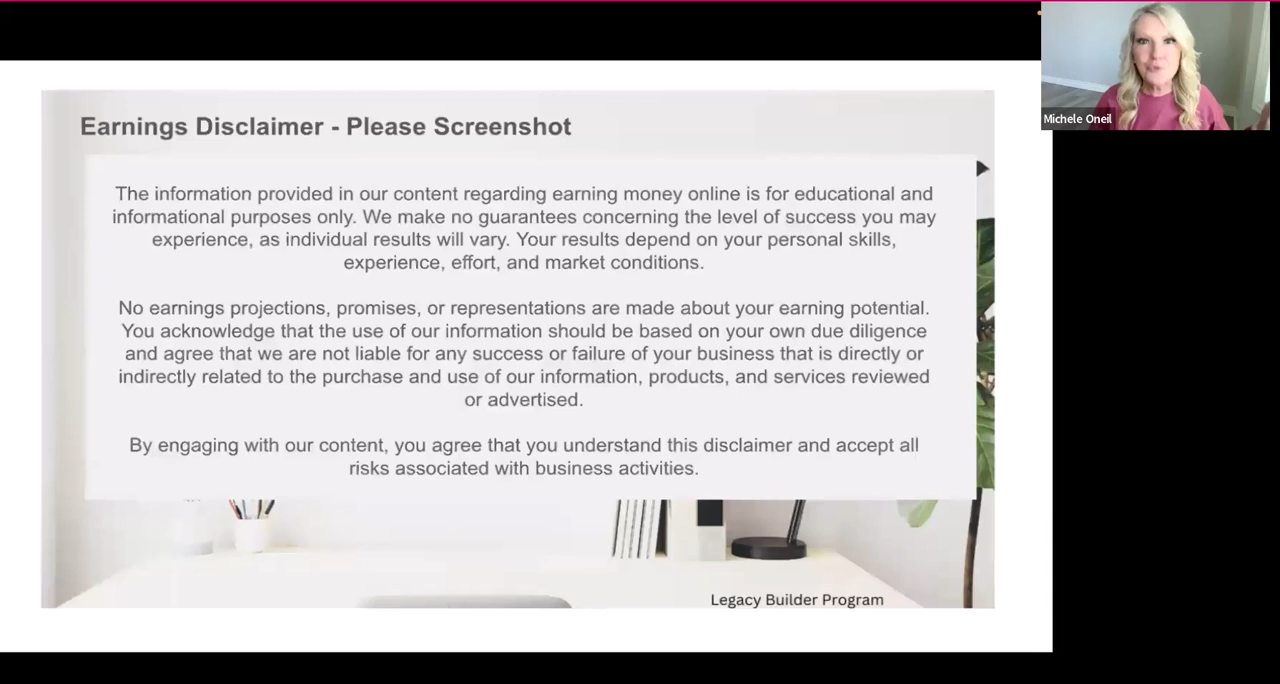 Earnings Disclaimer - Please Screenshot
The information provided in our content regarding earning money online is for educational and
informational purposes only. We make no guarantees concerning the level of success you may
experience, as individual results will vary. Your results depend on your personal skills,
experience, effort, and market conditions.
No earnings projections, promises, or representations are made about your earning potential.
You acknowledge that the use of our information should be based on your own due diligence
and agree that we are not liable for any success or failure of your business that is directly or
indirectly related to the purchase and use of our information, products, and services reviewed
or advertised.
By engaging with our content, you agree that you understand this disclaimer and accept all
risks associated with business activities.
Legacy Builder Program
Michele Oneil